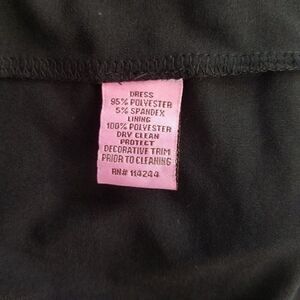 DRESS
95% POLYESTER
5% SPANDEX
LINING
100% POLYESTER
DRY CLEAN
PROTECT
DECORATIVE TRIM
PRIOR TO CLEANING
RN# 114244